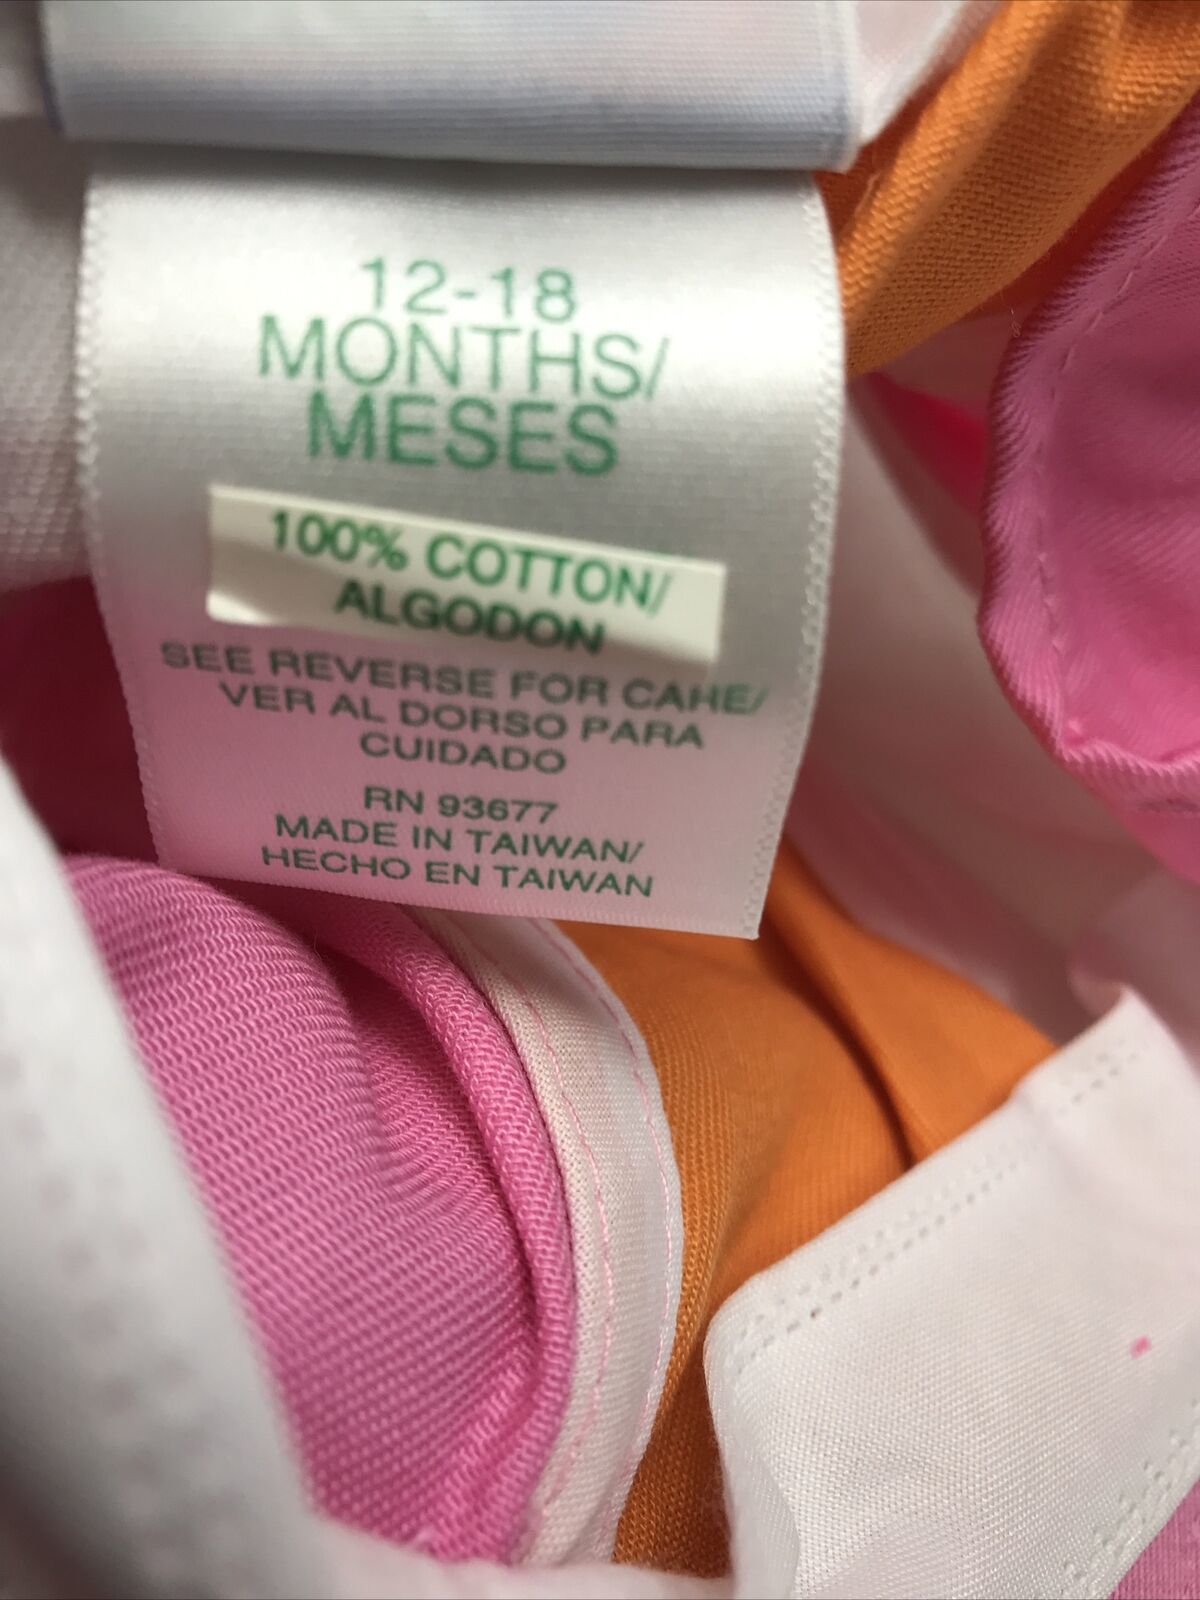 12-18
MONTHS/
MESES
100% COTTON/
ALGODON
SEE REVERSE FOR CARE/
VER AL DORSO PARA
CUIDADO
RN 93677
MADE IN TAIWAN/
HECHO EN TAIWAN